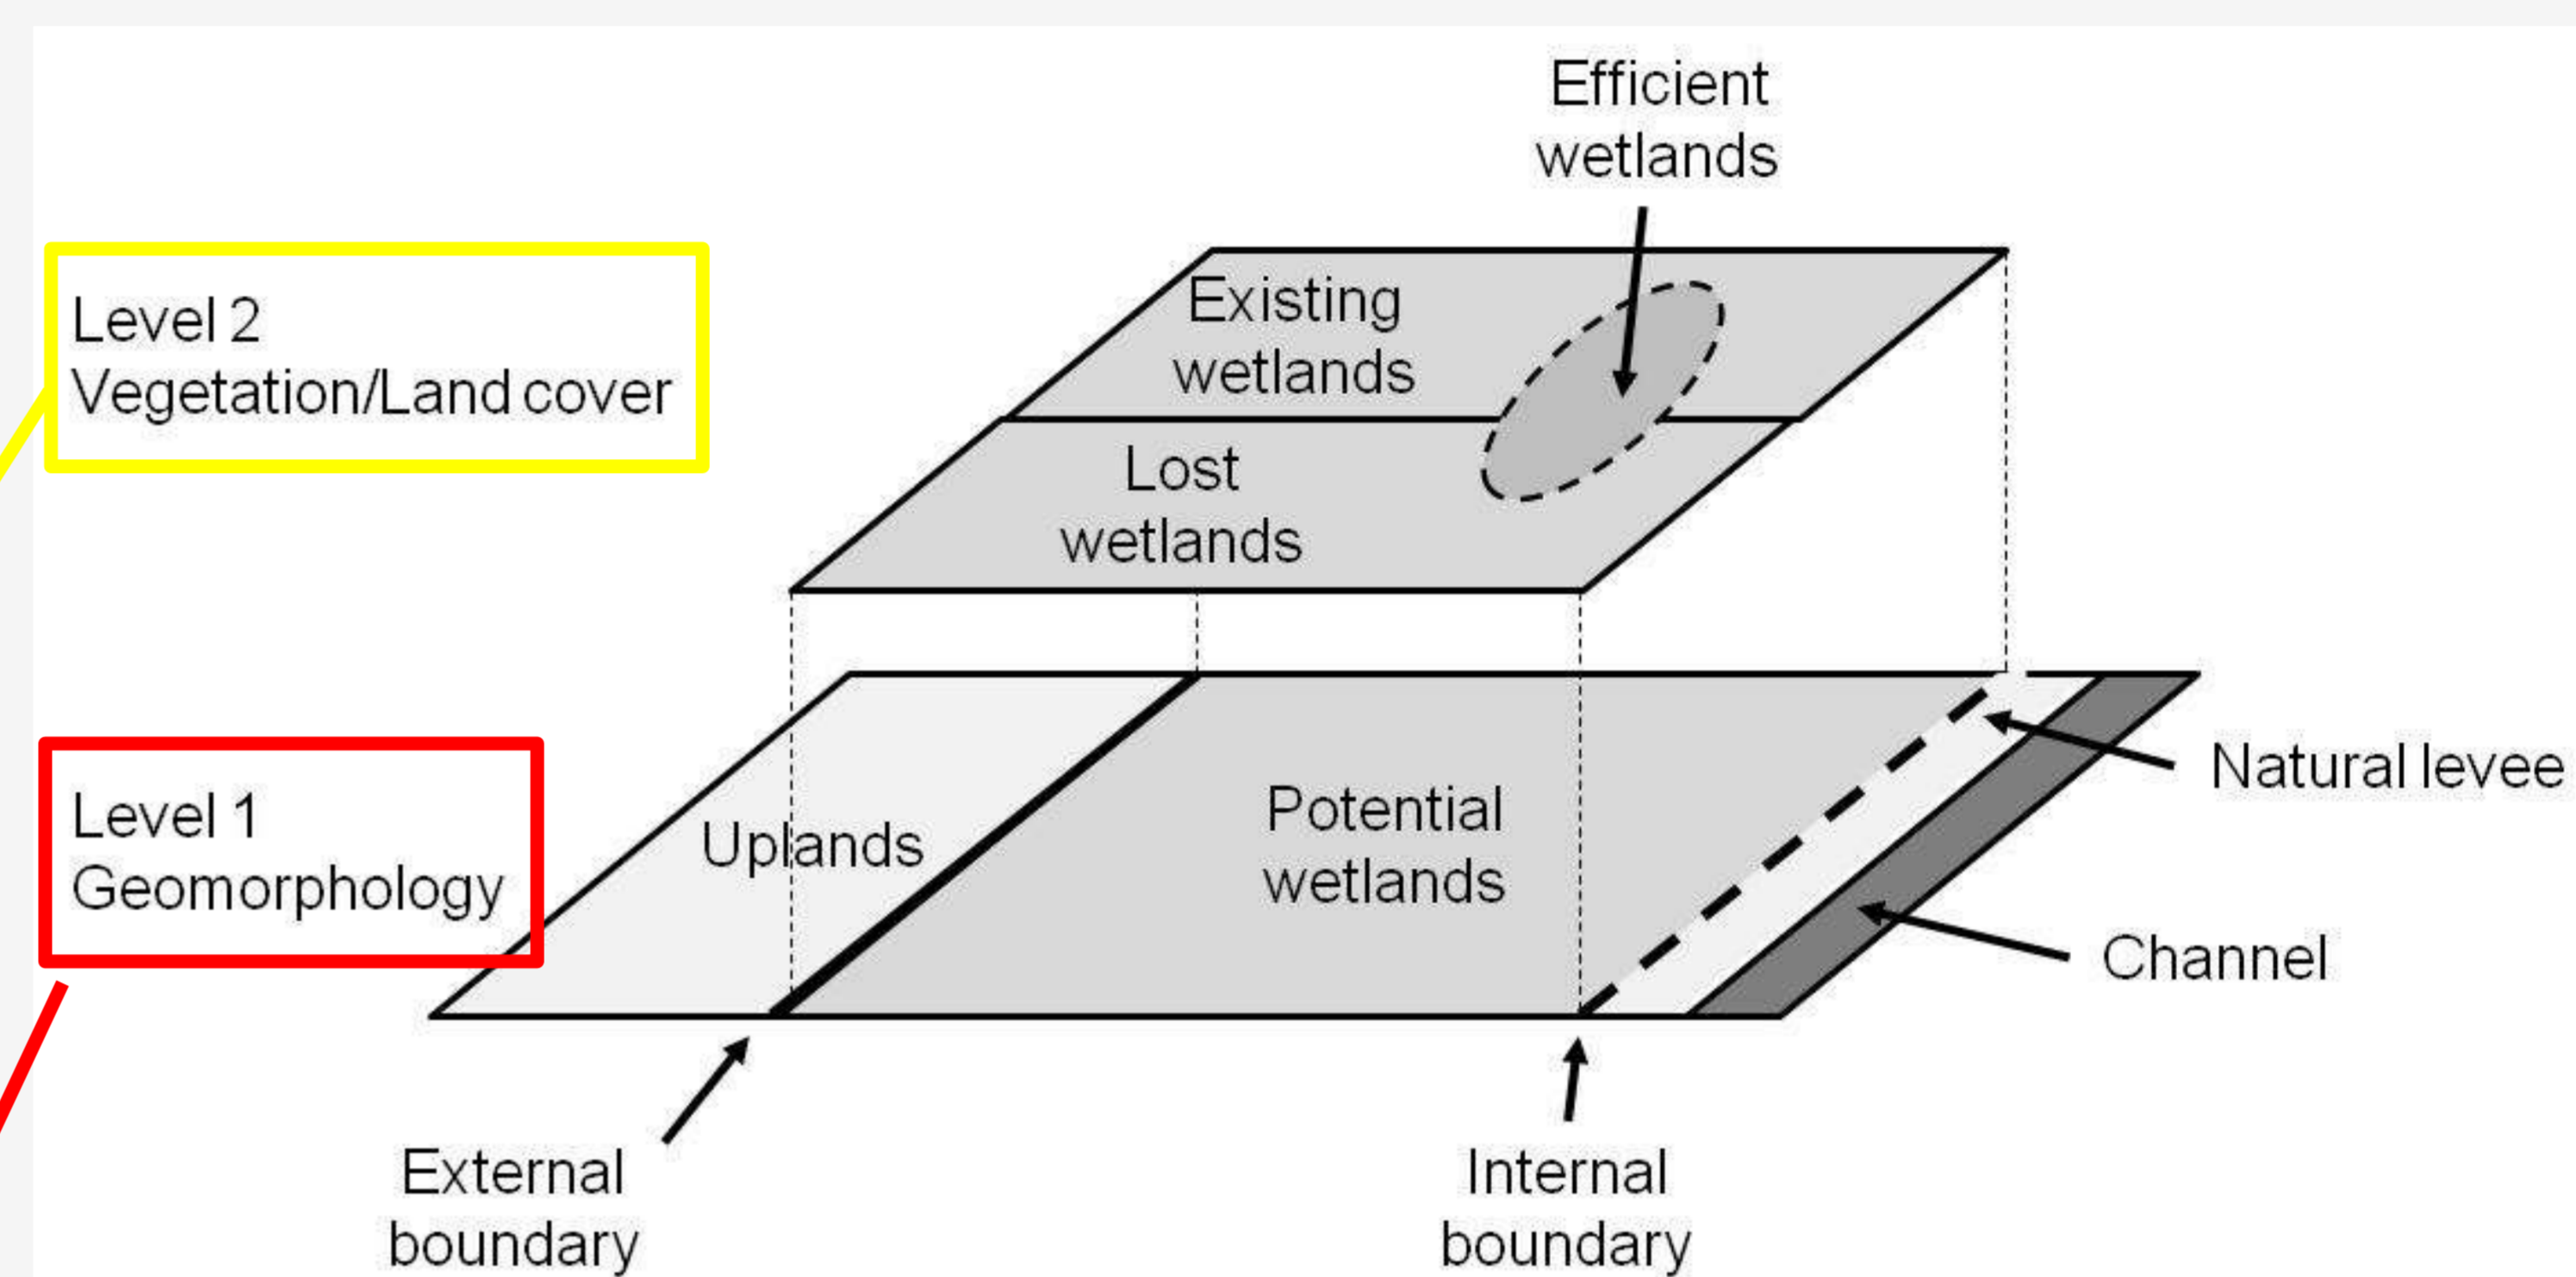 Efficient
wetlands
Level 2
Vegetation/Land cover
Existing
wetlands
Lost
wetlands
Level 1
Geomorphology
Uplands
Potential
wetlands
Natural levee
Channel
External
boundary
Internal
boundary